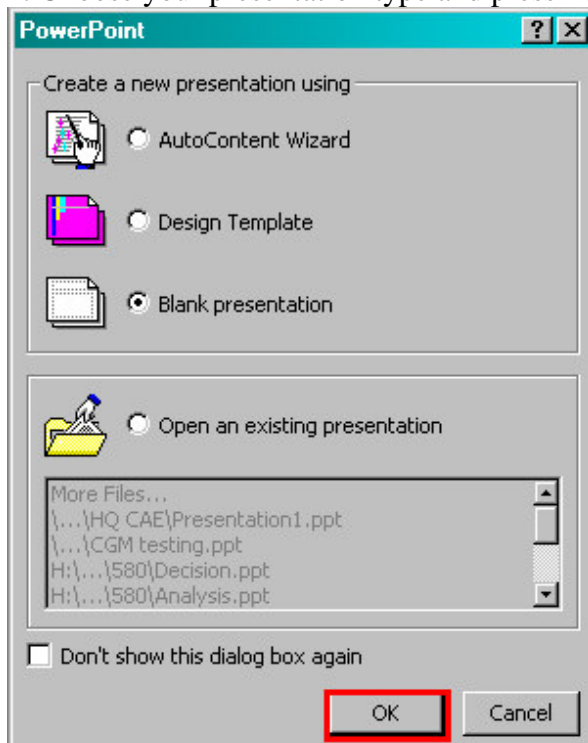 PowerPoint
Create a new presentation using
AutoContent Wizard
Design Template
Blank presentation
Open an existing presentation
More Files...
\...\HQ CAE\Presentation1.ppt
\...\CGM testing.ppt
H:\...\580\Decision.ppt
H:\...\580\Analysis.ppt
Don't show this dialog box again
OK Cancel